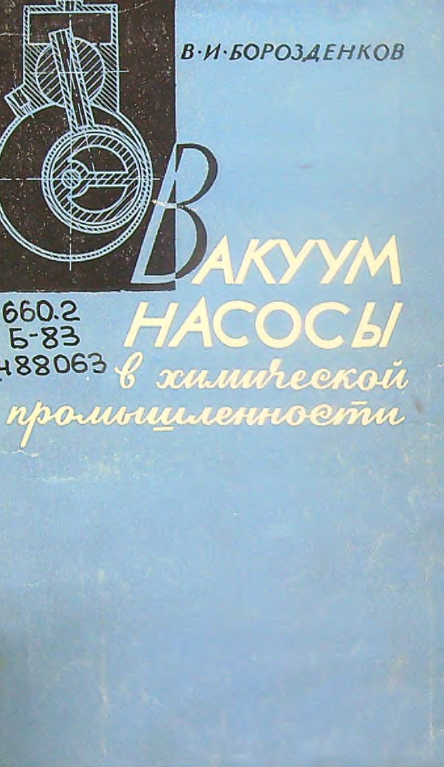 В·И·БОРОЗДЕНКОВ
ВАКУУМ
НАСОСЫ
660.2
Б-83
488063
в химической
промышленности